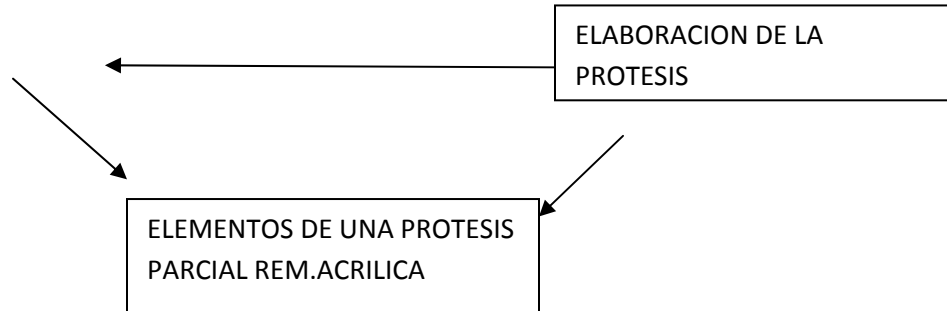 ELABORACION DE LA
PROTESIS
ELEMENTOS DE UNA PROTESIS
PARCIAL REM.ACRILICA